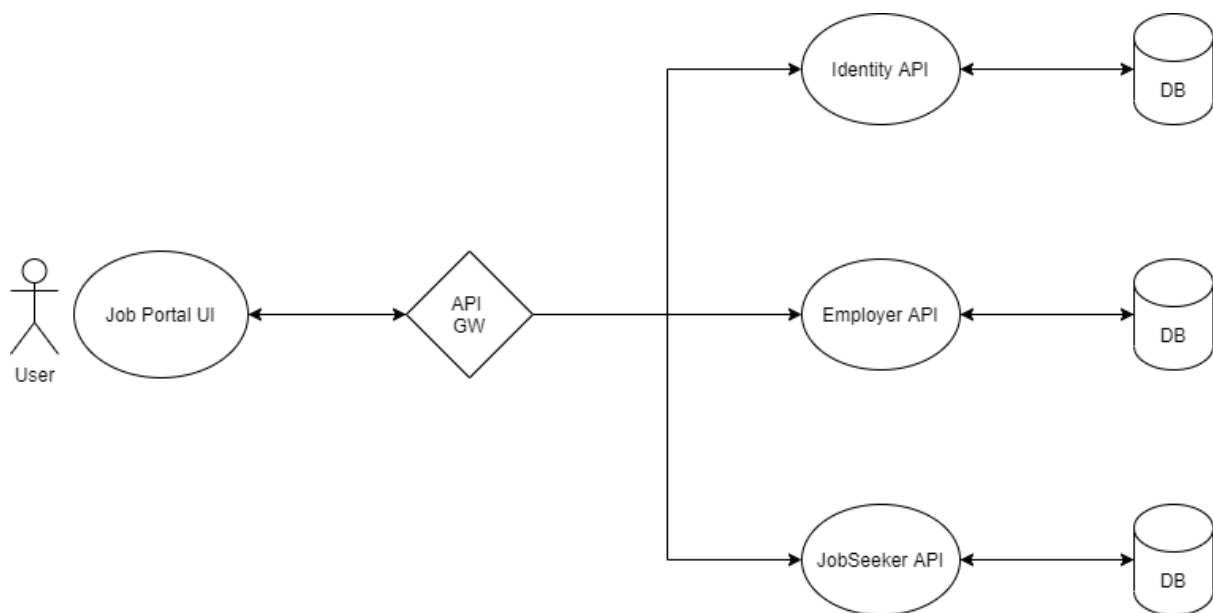 Identity API
DB
User
Job Portal UI
API
GW
Employer API
DB
JobSeeker API
DB